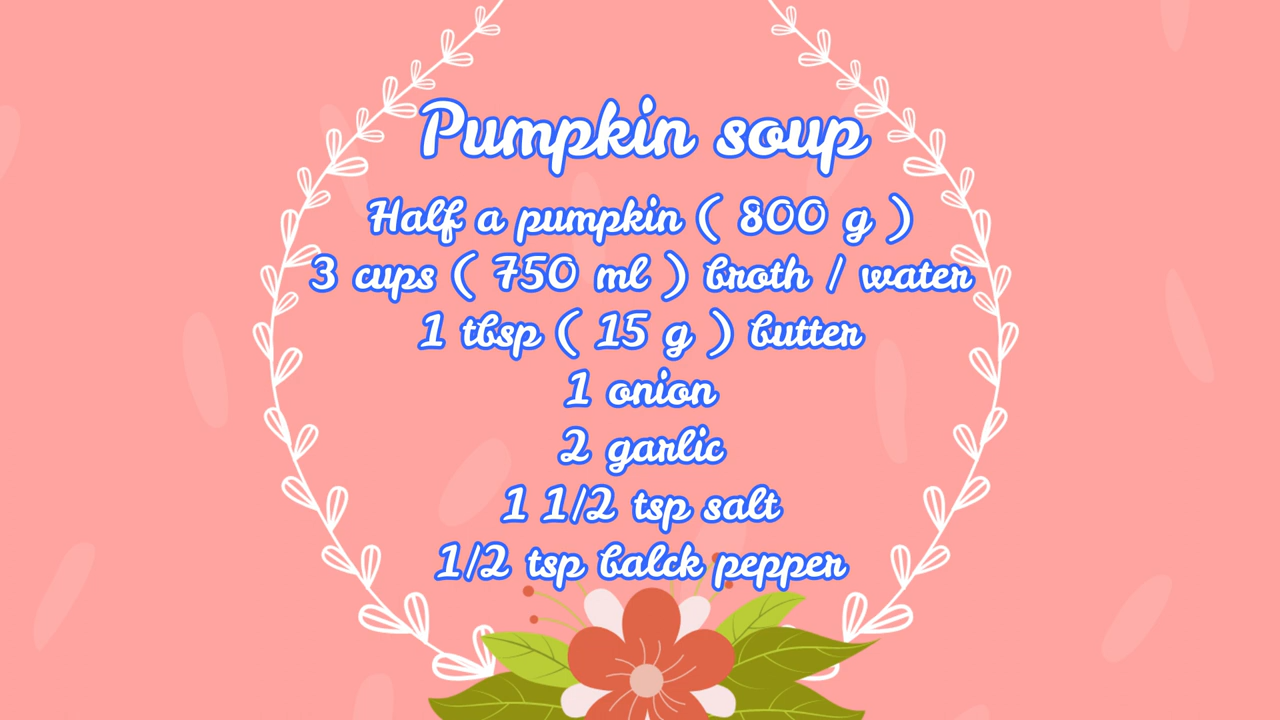 Pumpkin soup
Half a pumpkin ( 800 g )
3 cups ( 750 ml ) broth / water
1 tbsp ( 15 g ) butter
1 onion
2 garlic
1 1/2 tsp salt
1/2 tsp balck pepper